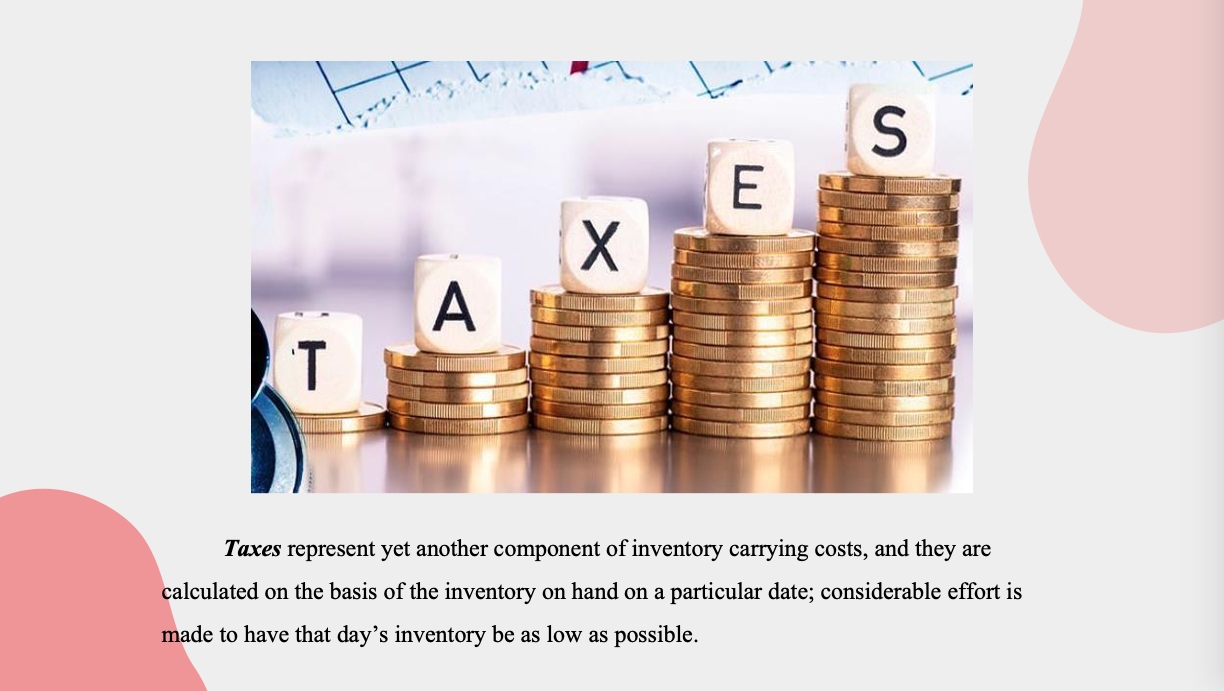 T A X E S
Taxes represent yet another component of inventory carrying costs, and they are
calculated on the basis of the inventory on hand on a particular date; considerable effort is
made to have that day’s inventory be as low as possible.